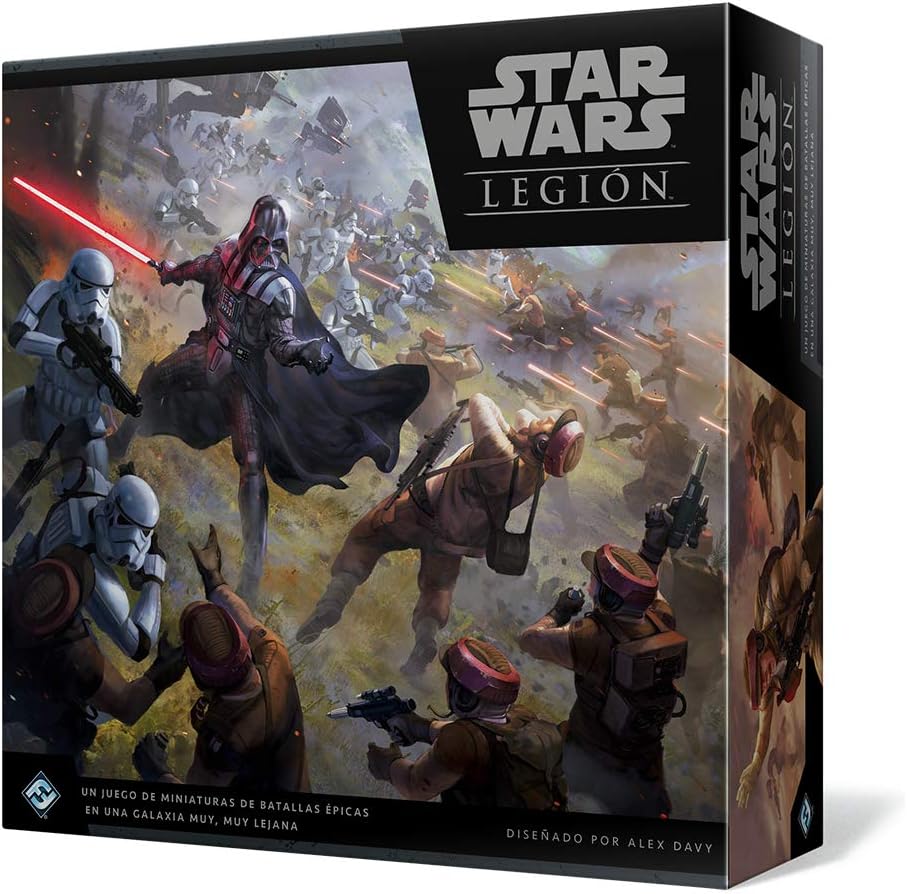 STAR
WARS
LEGIÓN
UN JUEGO DE MINIATURAS DE BATALLAS ÉPICAS
EN UNA GALAXIA MUY, MUY LEJANA
DISEÑADO POR ALEX DAVY
STAR
WARS
LEGIÓN
UN JUEGO DE MINIATURAS DE BATALLAS ÉPICAS
EN UNA GALAXIA MUY, MUY LEJANA